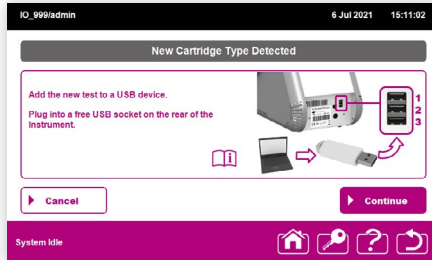 IO_999/admin
6 Jul 2021
15:11:02
New Cartridge Type Detected
Add the new test to a USB device.
Plug into a free USB socket on the rear of the
instrument.
1
2
3
Cancel
Continue
System Idle